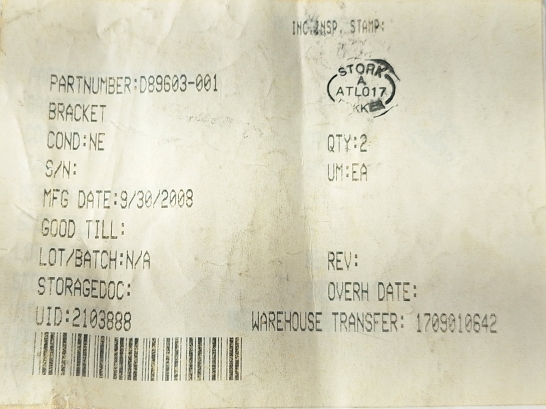 INC.INSP. STAMP:
STORK
A
ATL017
KK
PARTNUMBER:D89603-001
BRACKET
COND:NE QTY:2
S/N: UM:EA
MFG DATE:9/30/2008
GOOD TILL:
LOT/BATCH:N/A REV:
STORAGEDOC: OVERH DATE:
UID:2103888 WAREHOUSE TRANSFER: 1709010642